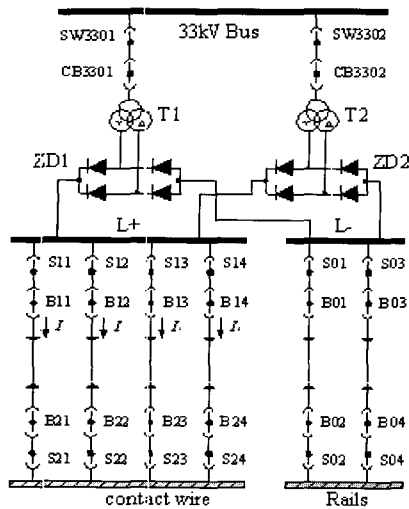 33kV Bus
SW3301 SW3302
CB3301 CB3302
T1 T2
ZD1 ZD2
L+ L-
S11 S12 S13 S14 S01 S03
B11 B12 B13 B14 B01 B03
I I I I
B21 B22 B23 B24 B02 B04
S21 S22 S23 S24 S02 S04
contact wire Rails